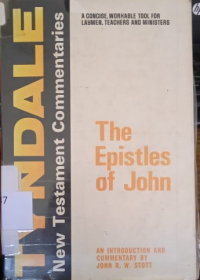 A CONCISE, WORKABLE TOOL FOR
LAYMEN, TEACHERS AND MINISTERS
TYNDALE
New Testament Commentaries
The Epistles
of John
AN INTRODUCTION AND
COMMENTARY BY
JOHN R. W. STOTT
7